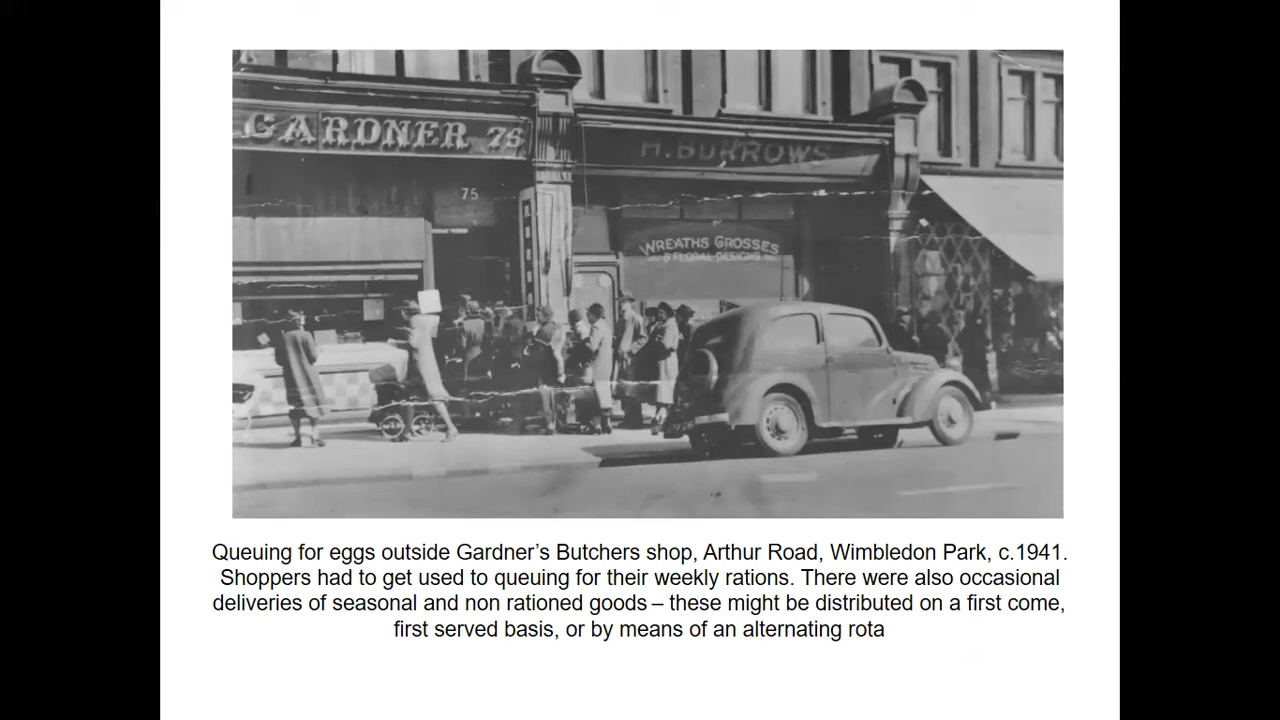 GARDNER 76
H. BURROWS
75
WREATHS CROSSES
& FLORAL DESIGNS
Queuing for eggs outside Gardner’s Butchers shop, Arthur Road, Wimbledon Park, c.1941.
Shoppers had to get used to queuing for their weekly rations. There were also occasional
deliveries of seasonal and non rationed goods – these might be distributed on a first come,
first served basis, or by means of an alternating rota